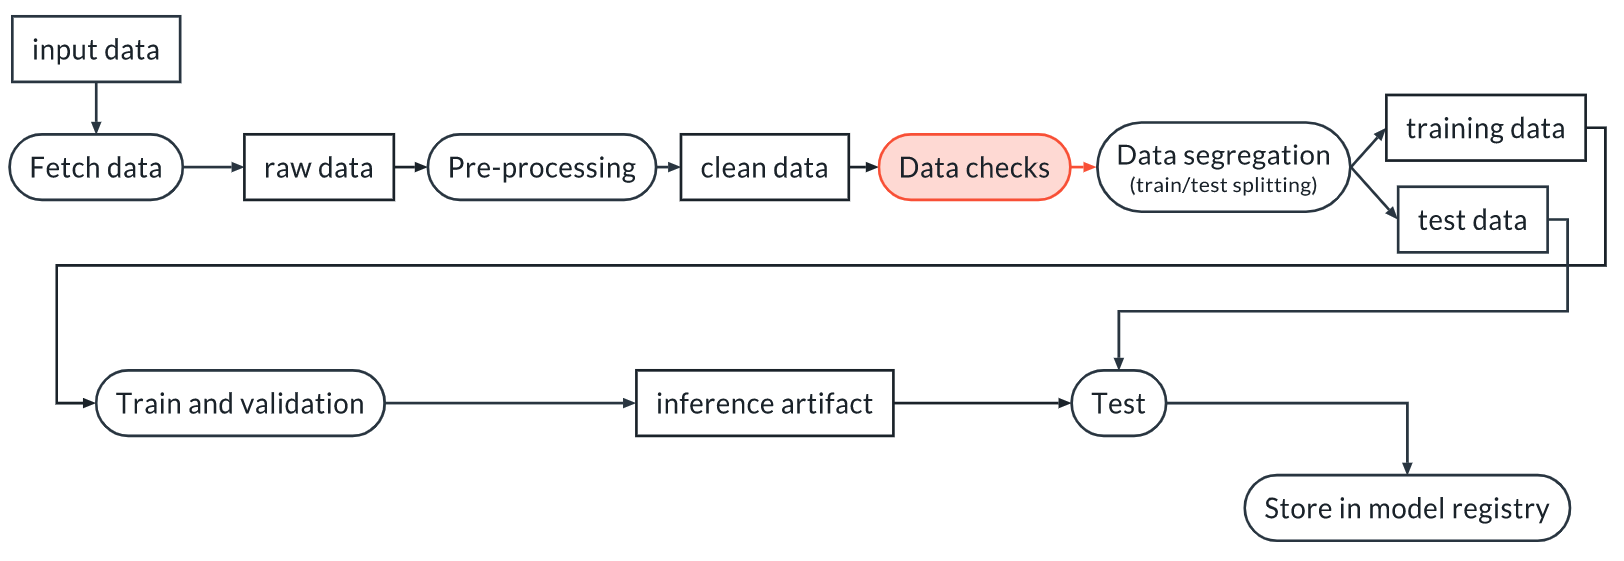 input data
Fetch data
raw data
Pre-processing
clean data
Data checks
Data segregation
(train/test splitting)
training data
test data
Train and validation
inference artifact
Test
Store in model registry